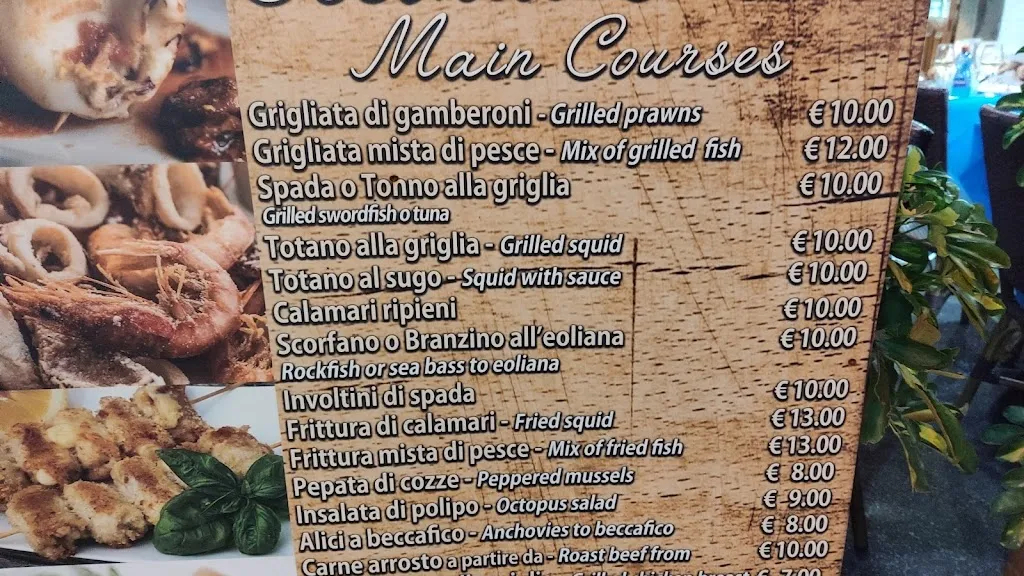 Main Courses
Grigliata di gamberoni - Grilled prawns € 10.00
Grigliata mista di pesce - Mix of grilled fish € 12.00
Spada o Tonno alla griglia € 10.00
Grilled swordfish o tuna
Totano alla griglia - Grilled squid € 10.00
Totano al sugo - Squid with sauce € 10.00
Calamari ripieni € 10.00
Scorfano o Branzino all'eoliana € 10.00
Rockfish or sea bass to eoliana
Involtini di spada € 10.00
Frittura di calamari - Fried squid € 13.00
Frittura mista di pesce - Mix of fried fish € 13.00
Pepata di cozze - Peppered mussels € 8.00
Insalata di polipo - Octopus salad € 9.00
Alici a beccafico - Anchovies to beccafico € 8.00
Carne arrosto a partire da - Roast beef from € 10.00
Grilled chicken breast € 7.00